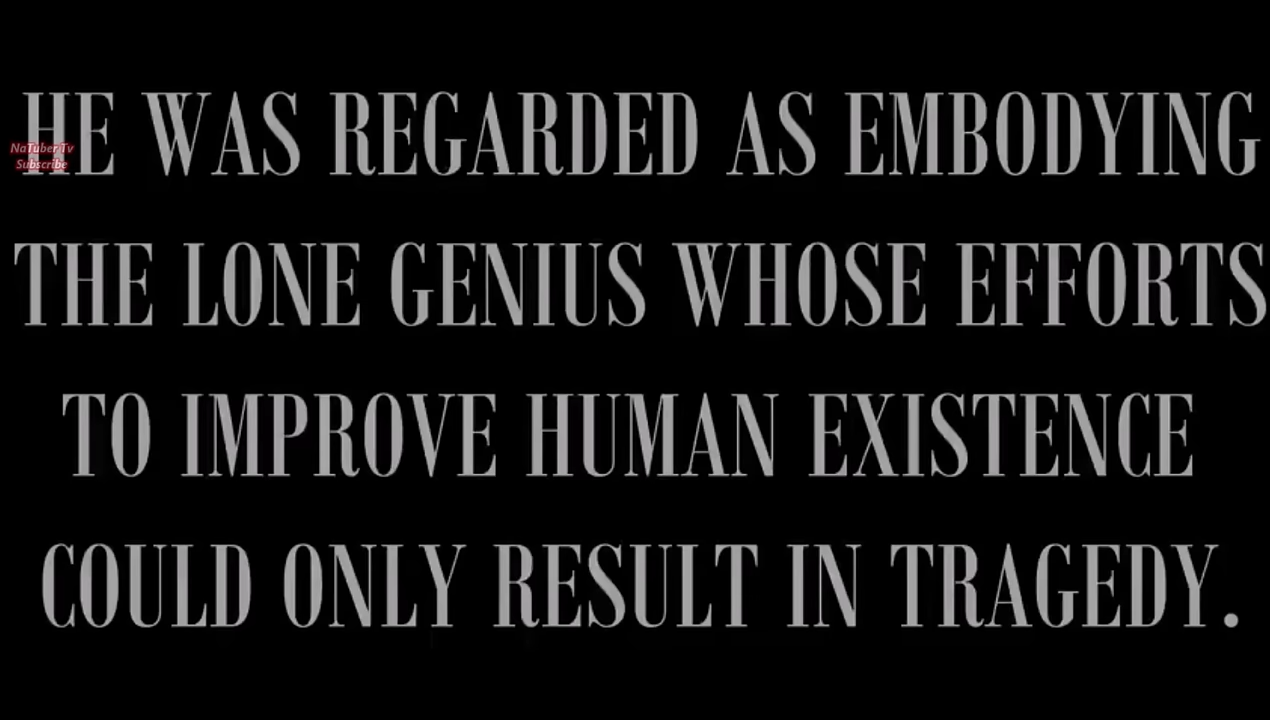 HE WAS REGARDED AS EMBODYING
NaTuber Tv
Subscribe
THE LONE GENIUS WHOSE EFFORTS
TO IMPROVE HUMAN EXISTENCE
COULD ONLY RESULT IN TRAGEDY.